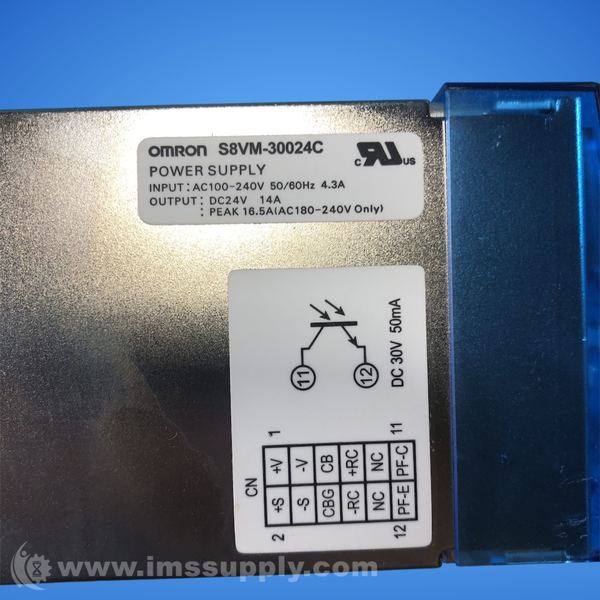 OMRON S8VM-30024C
POWER SUPPLY
INPUT : AC100-240V 50/60Hz 4.3A
OUTPUT : DC24V 14A
: PEAK 16.5A(AC180-240V Only)
C RU US
11
12
DC 30V 50mA
CN
2 1
+S +V
-S -V
CBG CB
-RC +RC
NC NC
PF-E PF-C
12 11
www.imssupply.com